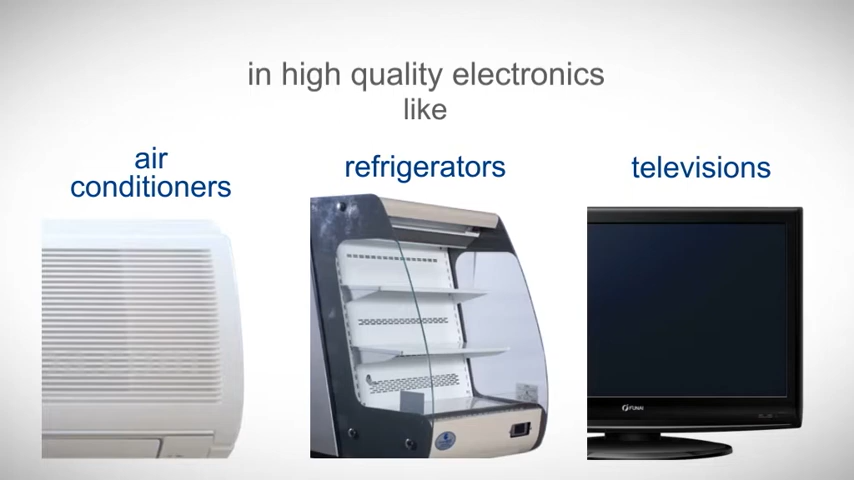 in high quality electronics
like
air
conditioners
refrigerators
televisions
FUNAI